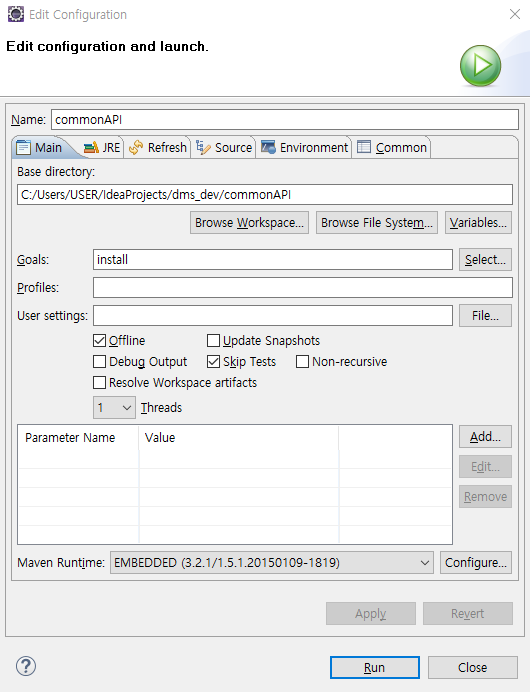 Edit Configuration
Edit configuration and launch.
Name: commonAPI
Main JRE Refresh Source Environment Common
Base directory:
C:/Users/USER/IdeaProjects/dms_dev/commonAPI
Browse Workspace... Browse File System... Variables...
Goals: install Select...
Profiles:
User settings: File...
Offline Update Snapshots
Debug Output Skip Tests Non-recursive
Resolve Workspace artifacts
1 Threads
Parameter Name Value Add...
Edit...
Remove
Maven Runtime: EMBEDDED (3.2.1/1.5.1.20150109-1819) Configure...
Apply Revert
? Run Close